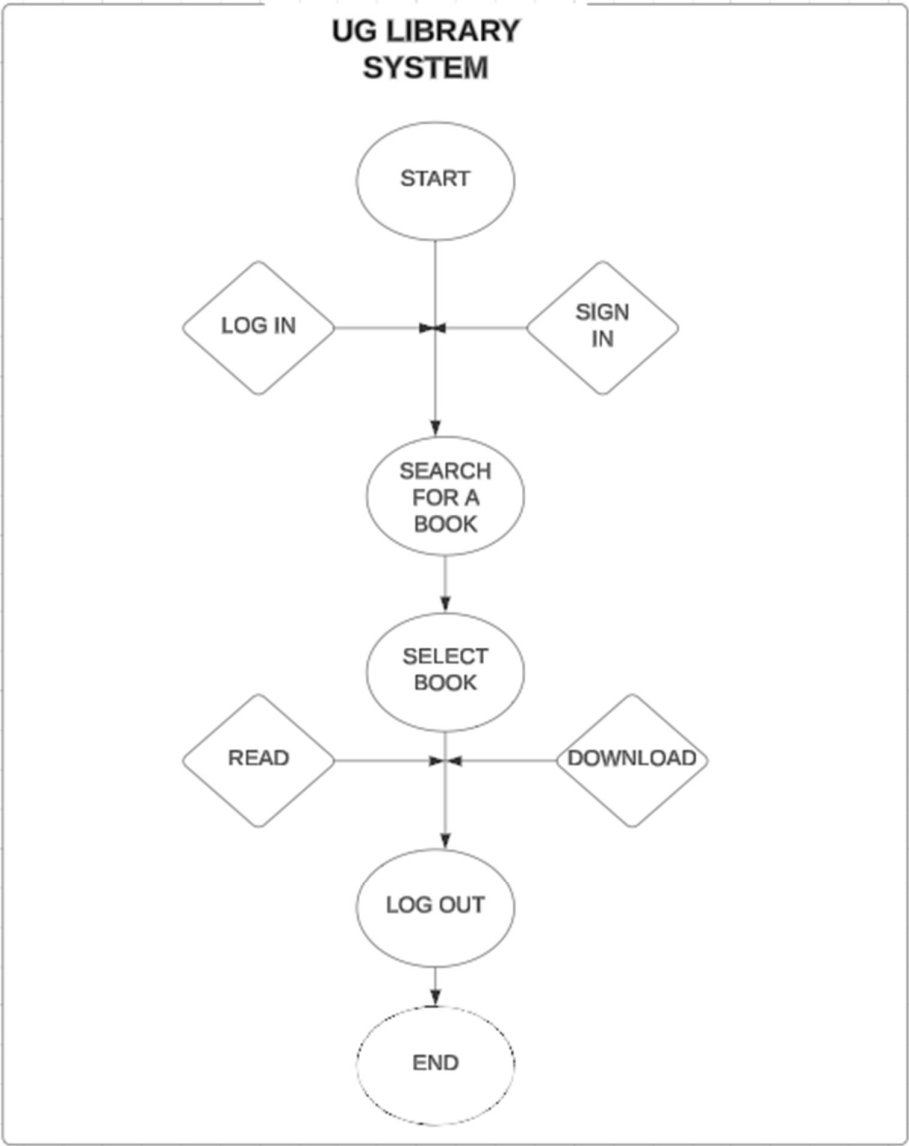 UG LIBRARY
SYSTEM
START
LOG IN
SIGN
IN
SEARCH
FOR A
BOOK
SELECT
BOOK
READ
DOWNLOAD
LOG OUT
END